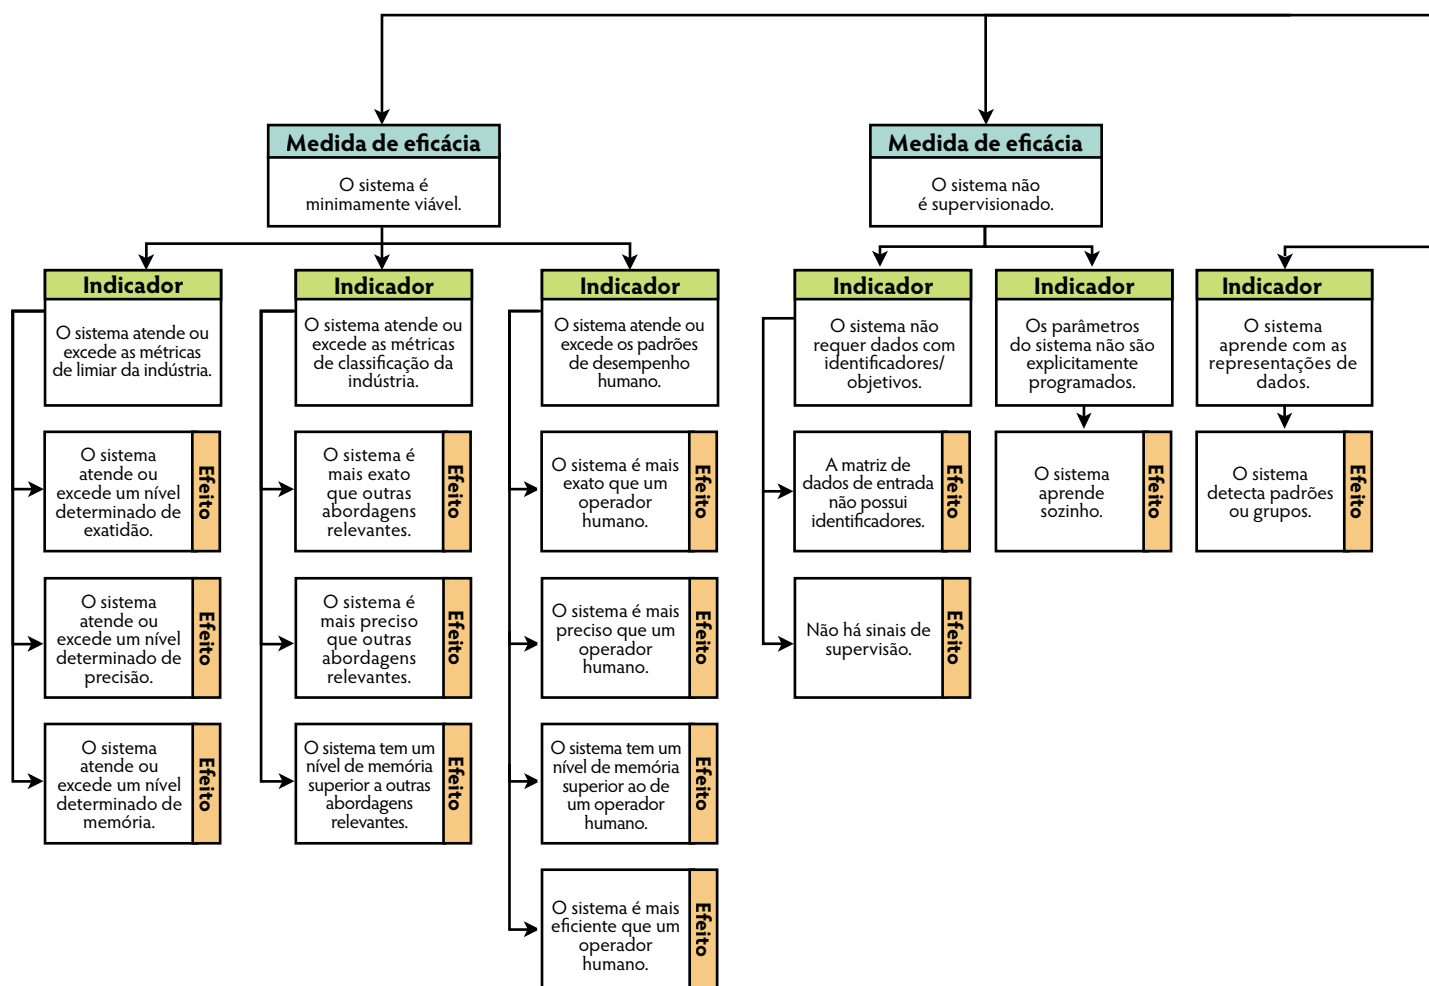 Medida de eficácia
O sistema é
minimamente viável.
Medida de eficácia
O sistema não
é supervisionado.
Indicador
O sistema atende ou
excede as métricas
de limiar da indústria.
Indicador
O sistema atende ou
excede as métricas
de classificação da
indústria.
Indicador
O sistema atende ou
excede os padrões
de desempenho
humano.
Indicador
O sistema não
requer dados com
identificadores/
objetivos.
Indicador
Os parâmetros
do sistema não são
explicitamente
programados.
Indicador
O sistema
aprende com as
representações de
dados.
O sistema
atende ou
excede um nível
determinado de
exatidão.
Efeito
O sistema é
mais exato
que outras
abordagens
relevantes.
Efeito
O sistema é mais
exato que um
operador
humano.
Efeito
A matriz de
dados de entrada
não possui
identificadores.
Efeito
O sistema
aprende
sozinho.
Efeito
O sistema
detecta padrões
ou grupos.
Efeito
O sistema
atende ou
excede um nível
determinado de
precisão.
Efeito
O sistema é
mais preciso
que outras
abordagens
relevantes.
Efeito
O sistema é mais
preciso que um
operador
humano.
Efeito
Não há sinais de
supervisão.
Efeito
O sistema
atende ou
excede um nível
determinado de
memória.
Efeito
O sistema tem um
nível de memória
superior a outras
abordagens
relevantes.
Efeito
O sistema tem um
nível de memória
superior ao de
um operador
humano.
Efeito
O sistema é mais
eficiente que um
operador
humano.
Efeito